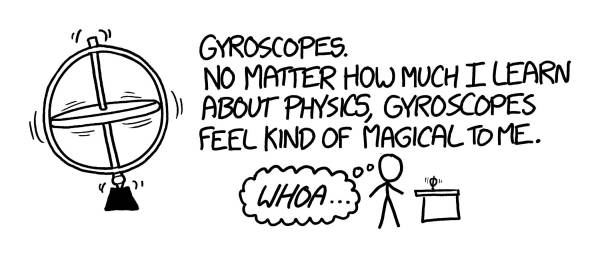 GYROSCOPES.
NO MATTER HOW MUCH I LEARN
ABOUT PHYSICS, GYROSCOPES
FEEL KIND OF MAGICAL TO ME.
WHOA...